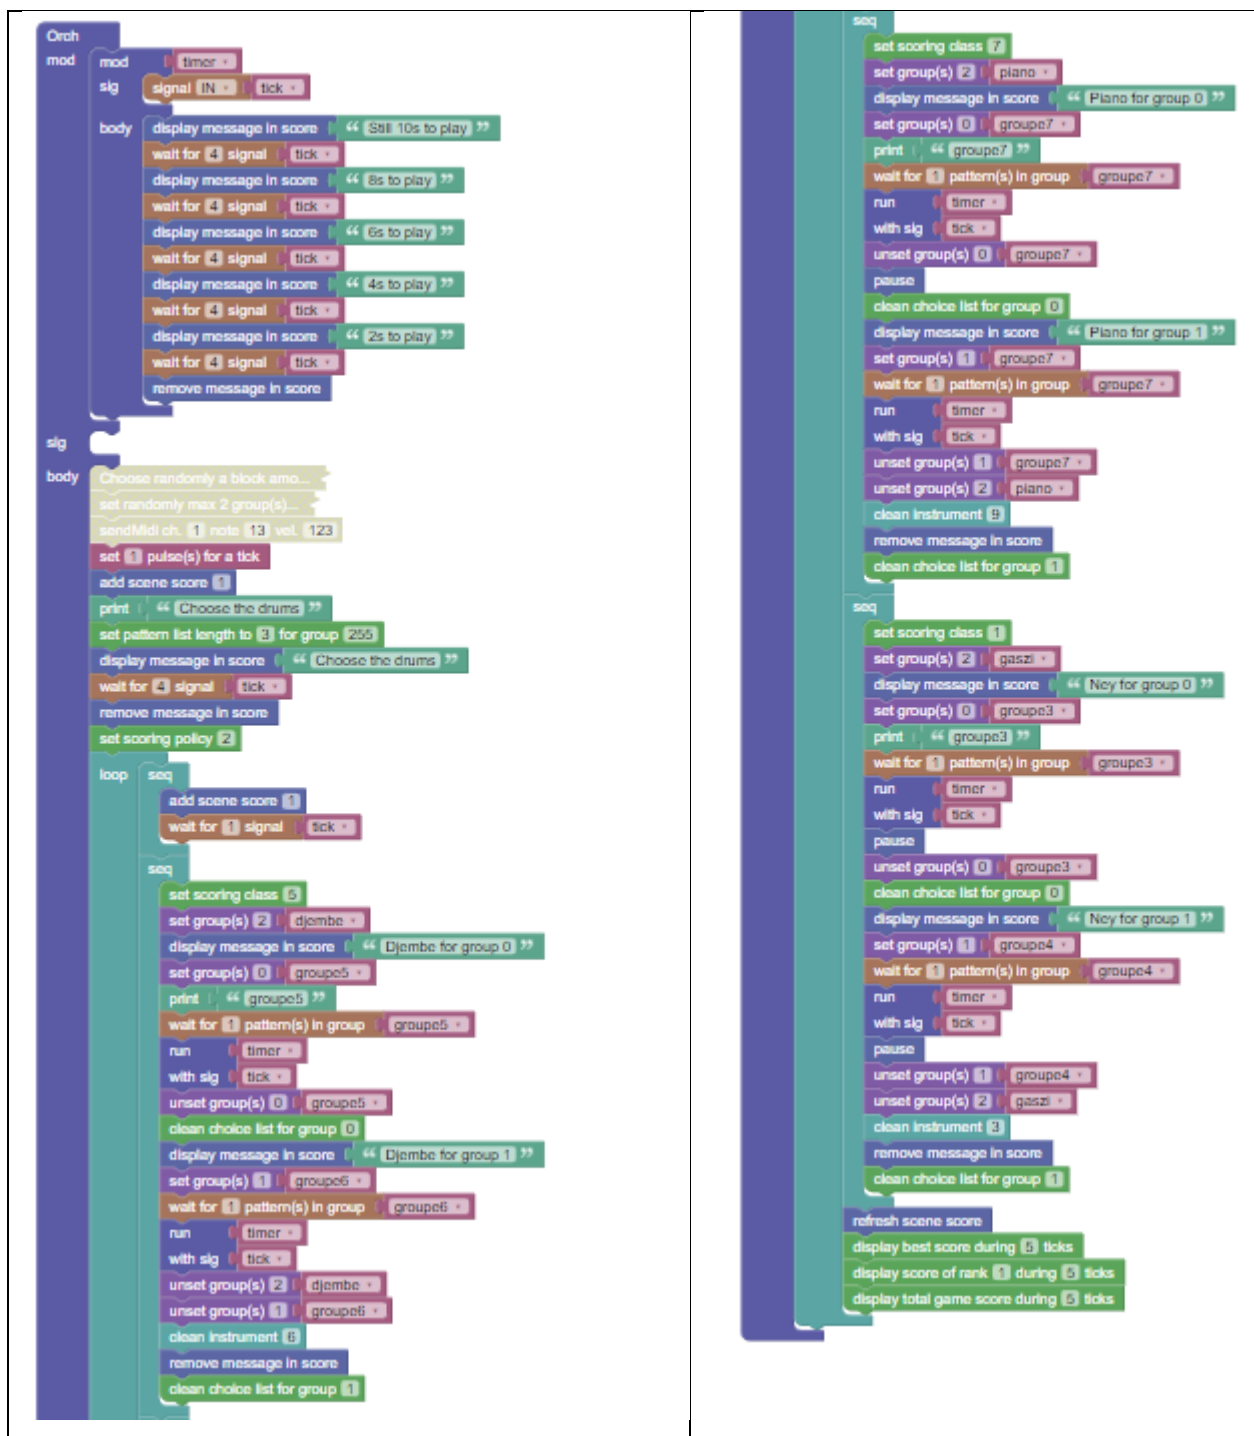 Orch
mod mod timer
sig signal IN tick
body display message in score “ Still 10s to play ”
wait for 4 signal tick
display message in score “ 8s to play ”
wait for 4 signal tick
display message in score “ 6s to play ”
wait for 4 signal tick
display message in score “ 4s to play ”
wait for 4 signal tick
display message in score “ 2s to play ”
wait for 4 signal tick
remove message in score
sig
body Choose randomly a block amo...
set randomly max 2 group(s)...
sendMidi ch. 1 note 13 vel. 123
set 1 pulse(s) for a tick
add scene score 1
print “ Choose the drums ”
set pattern list length to 3 for group 255
display message in score “ Choose the drums ”
wait for 4 signal tick
remove message in score
set scoring policy 2
loop seq
add scene score 1
wait for 1 signal tick
seq
set scoring class 5
set group(s) 2 djembe
display message in score “ Djembe for group 0 ”
set group(s) 0 groupe5
print “ groupe5 ”
wait for 1 pattern(s) in group groupe5
run timer
with sig tick
unset group(s) 0 groupe5
clean choice list for group 0
display message in score “ Djembe for group 1 ”
set group(s) 1 groupe6
wait for 1 pattern(s) in group groupe6
run timer
with sig tick
unset group(s) 2 djembe
unset group(s) 1 groupe6
clean instrument 6
remove message in score
clean choice list for group 1
seq
set scoring class 7
set group(s) 2 piano
display message in score “ Piano for group 0 ”
set group(s) 0 groupe7
print “ groupe7 ”
wait for 1 pattern(s) in group groupe7
run timer
with sig tick
unset group(s) 0 groupe7
pause
clean choice list for group 0
display message in score “ Piano for group 1 ”
set group(s) 1 groupe7
wait for 1 pattern(s) in group groupe7
run timer
with sig tick
unset group(s) 1 groupe7
unset group(s) 2 piano
clean instrument 9
remove message in score
clean choice list for group 1
seq
set scoring class 1
set group(s) 2 gaszi
display message in score “ Ney for group 0 ”
set group(s) 0 groupe3
print “ groupe3 ”
wait for 1 pattern(s) in group groupe3
run timer
with sig tick
pause
unset group(s) 0 groupe3
clean choice list for group 0
display message in score “ Ney for group 1 ”
set group(s) 1 groupe4
wait for 1 pattern(s) in group groupe4
run timer
with sig tick
pause
unset group(s) 1 groupe4
unset group(s) 2 gaszi
clean instrument 3
remove message in score
clean choice list for group 1
refresh scene score
display best score during 5 ticks
display score of rank 1 during 5 ticks
display total game score during 5 ticks